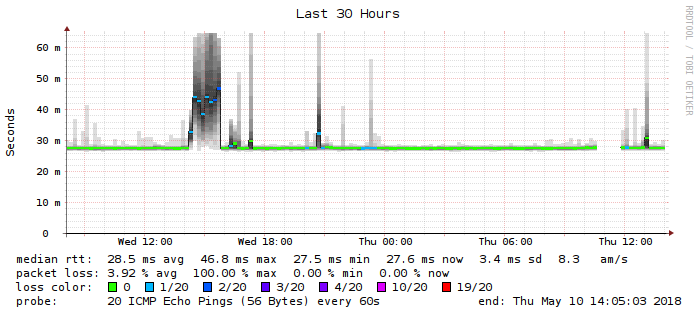 Last 30 Hours
RRDTOOL / TOBI OETIKER
Seconds
60 m
50 m
40 m
30 m
20 m
10 m
0
Wed 12:00 Wed 18:00 Thu 00:00 Thu 06:00 Thu 12:00
median rtt: 28.5 ms avg 46.8 ms max 27.5 ms min 27.6 ms now 3.4 ms sd 8.3 am/s
packet loss: 3.92 % avg 100.00 % max 0.00 % min 0.00 % now
loss color: 0 1/20 2/20 3/20 4/20 10/20 19/20
probe: 20 ICMP Echo Pings (56 Bytes) every 60s end: Thu May 10 14:05:03 2018